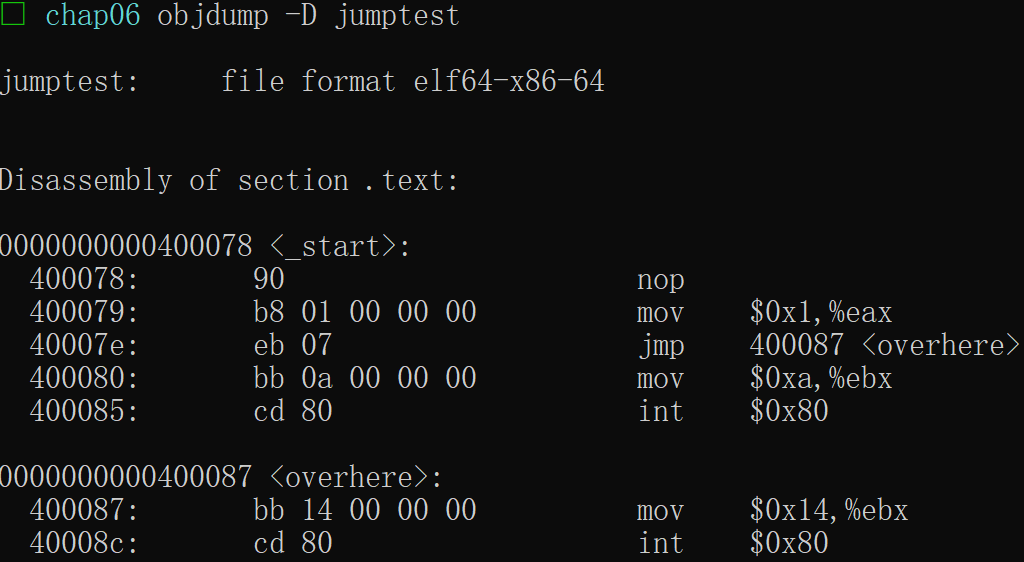 chap06 objdump -D jumptest
jumptest:     file format elf64-x86-64
Disassembly of section .text:
0000000000400078 <_start>:
  400078:       90                      nop
  400079:       b8 01 00 00 00          mov    $0x1,%eax
  40007e:       eb 07                   jmp    400087 <overhere>
  400080:       bb 0a 00 00 00          mov    $0xa,%ebx
  400085:       cd 80                   int    $0x80
0000000000400087 <overhere>:
  400087:       bb 14 00 00 00          mov    $0x14,%ebx
  40008c:       cd 80                   int    $0x80